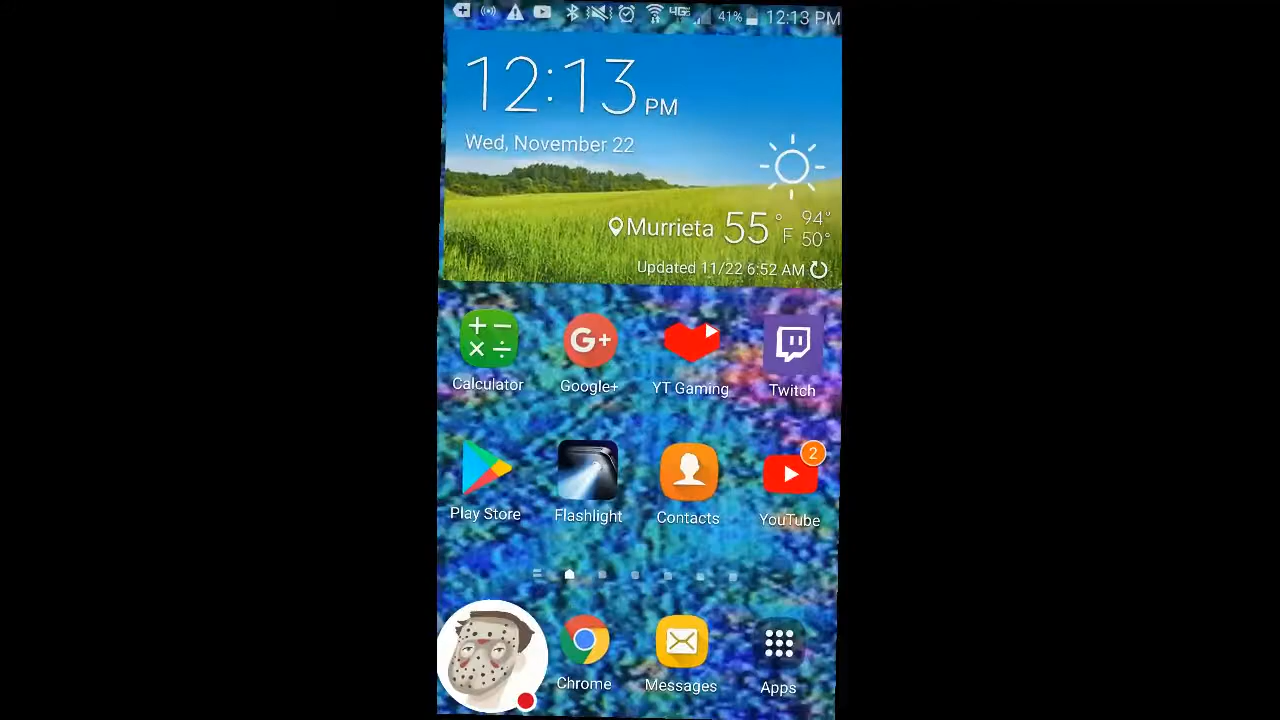 4G 41% 12:13 PM
12:13 PM
Wed, November 22
Murrieta 55° F 94° 50°
Updated 11/22 6:52 AM
Calculator Google+ YT Gaming Twitch
2
Play Store Flashlight Contacts YouTube
Chrome Messages Apps